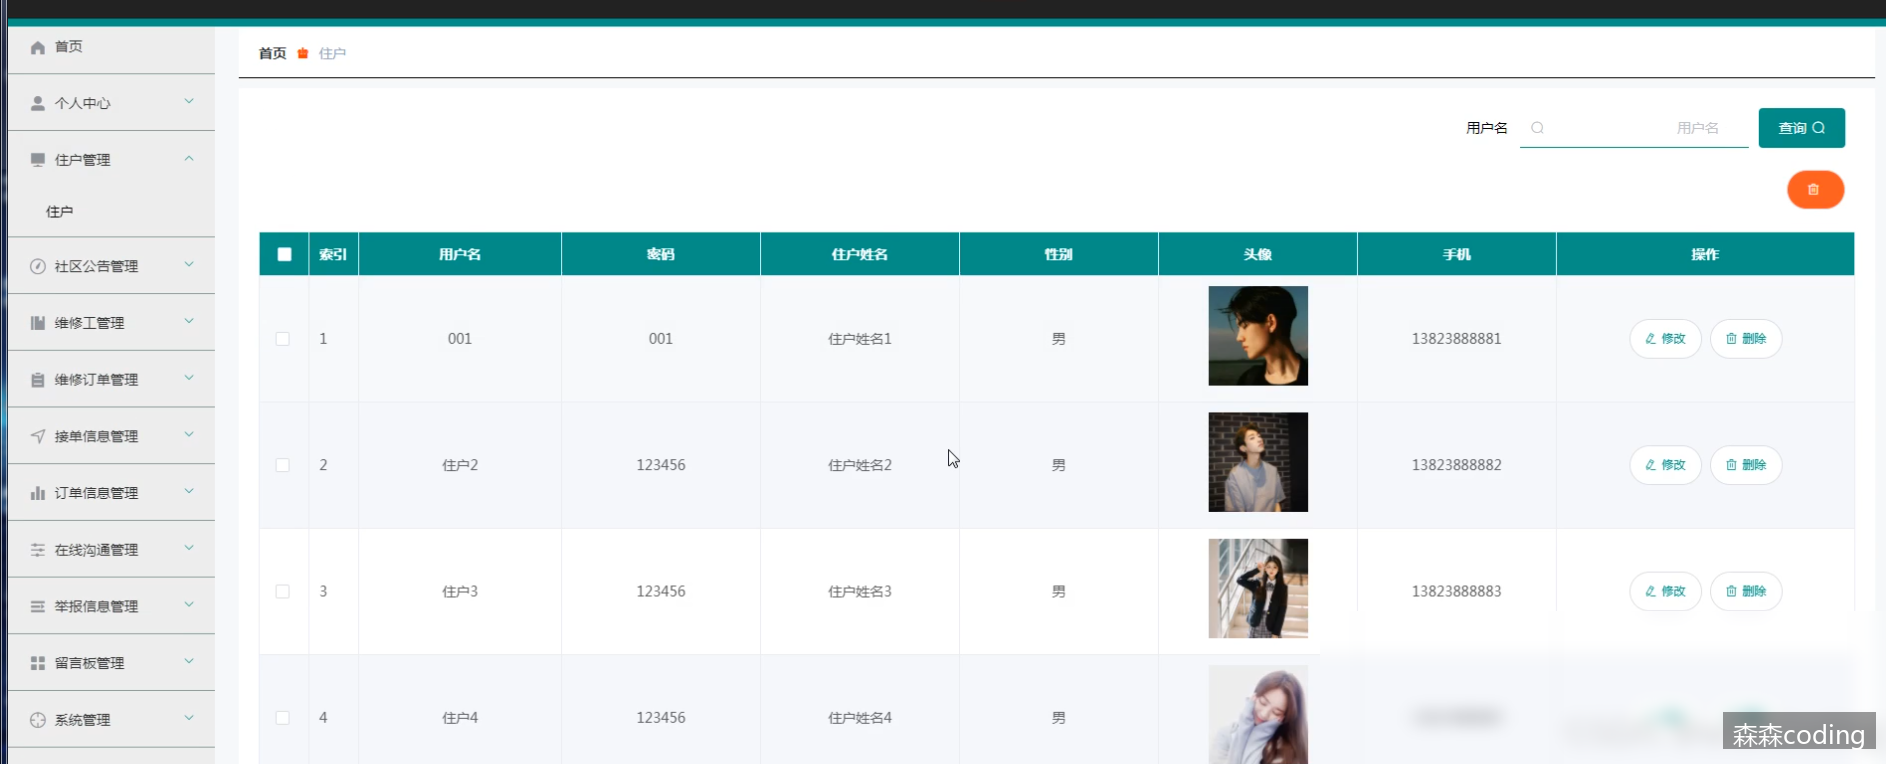 首页
个人中心
住户管理
住户
社区公告管理
维修工管理
维修订单管理
接单信息管理
订单信息管理
在线沟通管理
举报信息管理
留言板管理
系统管理
首页 住户
用户名 用户名 查询
索引 用户名 密码 住户姓名 性别 头像 手机 操作
1 001 001 住户姓名1 男 13823888881 修改 删除
2 住户2 123456 住户姓名2 男 13823888882 修改 删除
3 住户3 123456 住户姓名3 男 13823888883 修改 删除
4 住户4 123456 住户姓名4 男
森森coding